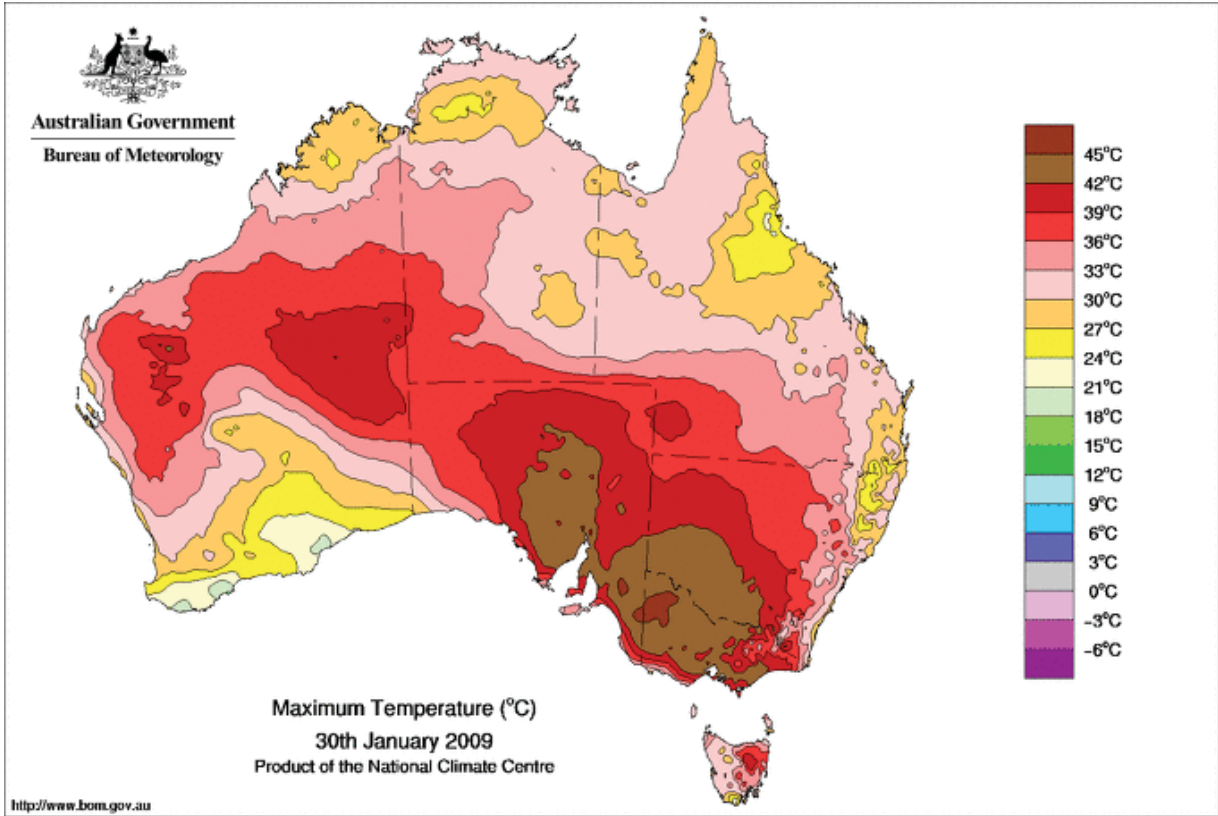 Australian Government
Bureau of Meteorology
45°C
42°C
39°C
36°C
33°C
30°C
27°C
24°C
21°C
18°C
15°C
12°C
9°C
6°C
3°C
0°C
-3°C
-6°C
Maximum Temperature (°C)
30th January 2009
Product of the National Climate Centre
http://www.bom.gov.au